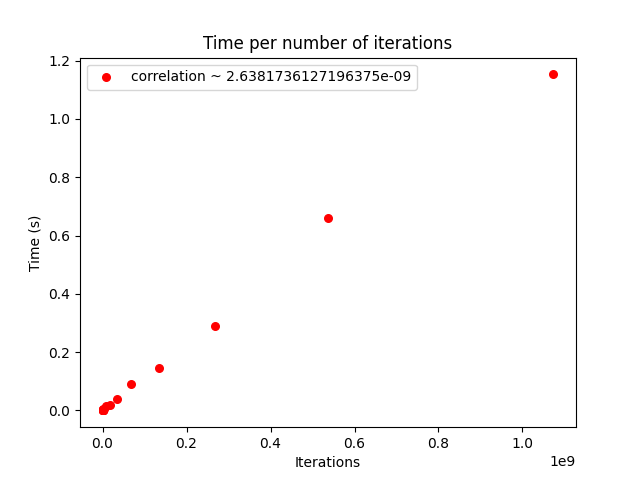 Time per number of iterations
correlation ~ 2.6381736127196375e-09
1.2
1.0
0.8
0.6
0.4
0.2
0.0
Time (s)
0.0 0.2 0.4 0.6 0.8 1.0
1e9
Iterations